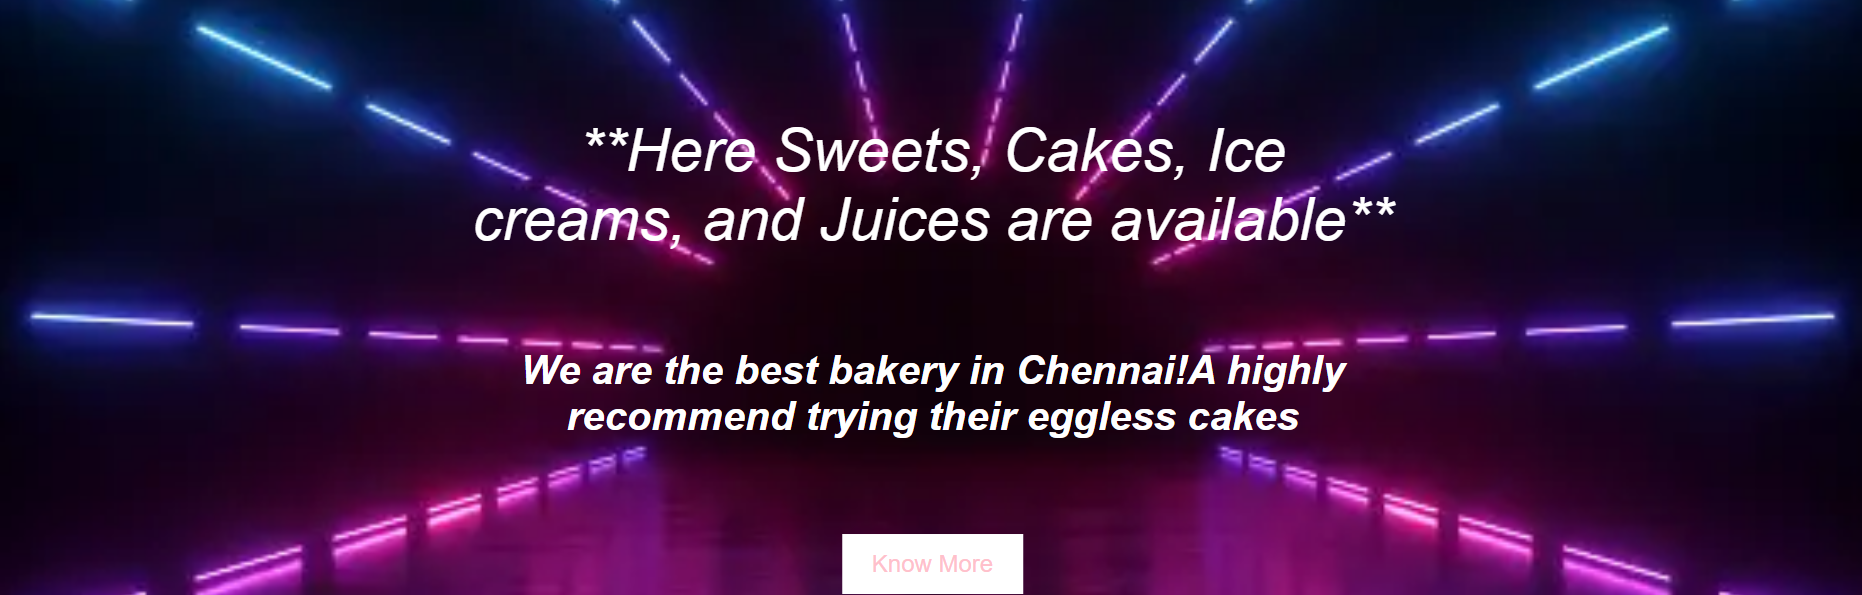 **Here Sweets, Cakes, Ice
creams, and Juices are available**
We are the best bakery in Chennai!A highly
recommend trying their eggless cakes
Know More